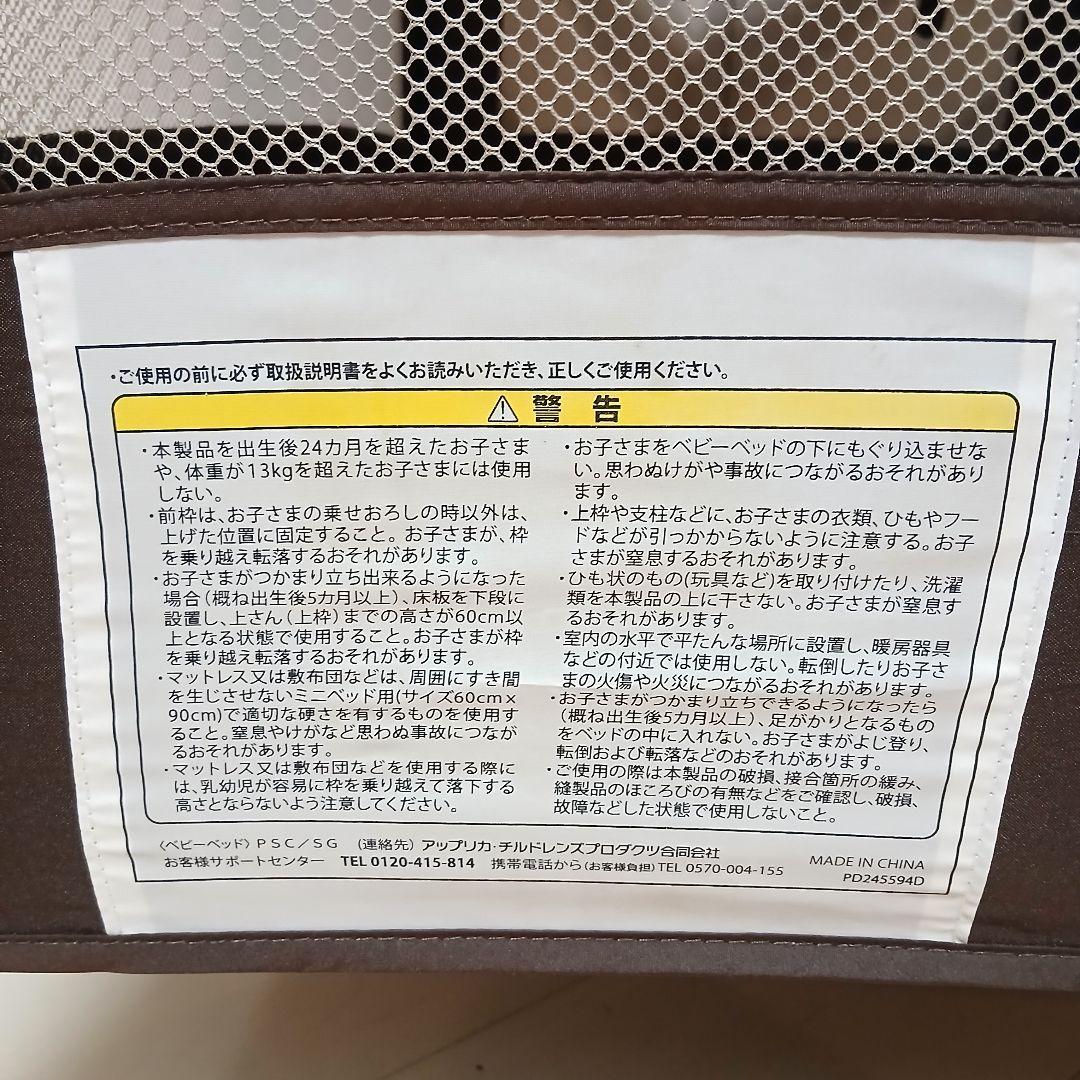 ・ご使用の前に必ず取扱説明書をよくお読みいただき、正しくご使用ください。
警 告
・本製品を出生後24カ月を超えたお子さま
や、体重が13kgを超えたお子さまには使用
しない。
・前枠は、お子さまの乗せおろしの時以外は、
上げた位置に固定すること。お子さまが、枠
を乗り越え転落するおそれがあります。
・お子さまがつかまり立ち出来るようになった
場合(概ね出生後5カ月以上)、床板を下段に
設置し、上さん(上枠)までの高さが60cm以
上となる状態で使用すること。お子さまが枠
を乗り越え転落するおそれがあります。
・マットレス又は敷布団などは、周囲にすき間
を生じさせないミニベッド用(サイズ60cm×
90cm)で適切な硬さを有するものを使用す
ること。窒息やけがなど思わぬ事故につなが
るおそれがあります。
・マットレス又は敷布団などを使用する際に
は、乳幼児が容易に枠を乗り越えて落下する
高さとならないよう注意してください。
・お子さまをベビーベッドの下にもぐり込ませな
い。思わぬけがや事故につながるおそれがあり
ます。
・上枠や支柱などに、お子さまの衣類、ひもやフー
ドなどが引っかからないように注意する。お子
さまが窒息するおそれがあります。
・ひも状のもの(玩具など)を取り付けたり、洗濯
類を本製品の上に干さない。お子さまが窒息す
るおそれがあります。
・室内の水平で平たんな場所に設置し、暖房器具
などの付近では使用しない。転倒したりお子さ
まの火傷や火災につながるおそれがあります。
・お子さまがつかまり立ちできるようになったら
(概ね出生後5カ月以上)、足がかりとなるもの
をベッドの中に入れない。お子さまがよじ登り、
転倒および転落などのおそれがあります。
・ご使用の際は本製品の破損、接合箇所の緩み、
縫製品のほころびの有無などをご確認し、破損、
故障などした状態で使用しないこと。
〈ベビーベッド〉PSC/SG (連絡先)アップリカ・チルドレンズプロダクツ合同会社
お客様サポートセンター TEL 0120-415-814 携帯電話から(お客様負担)TEL 0570-004-155
MADE IN CHINA
PD245594D